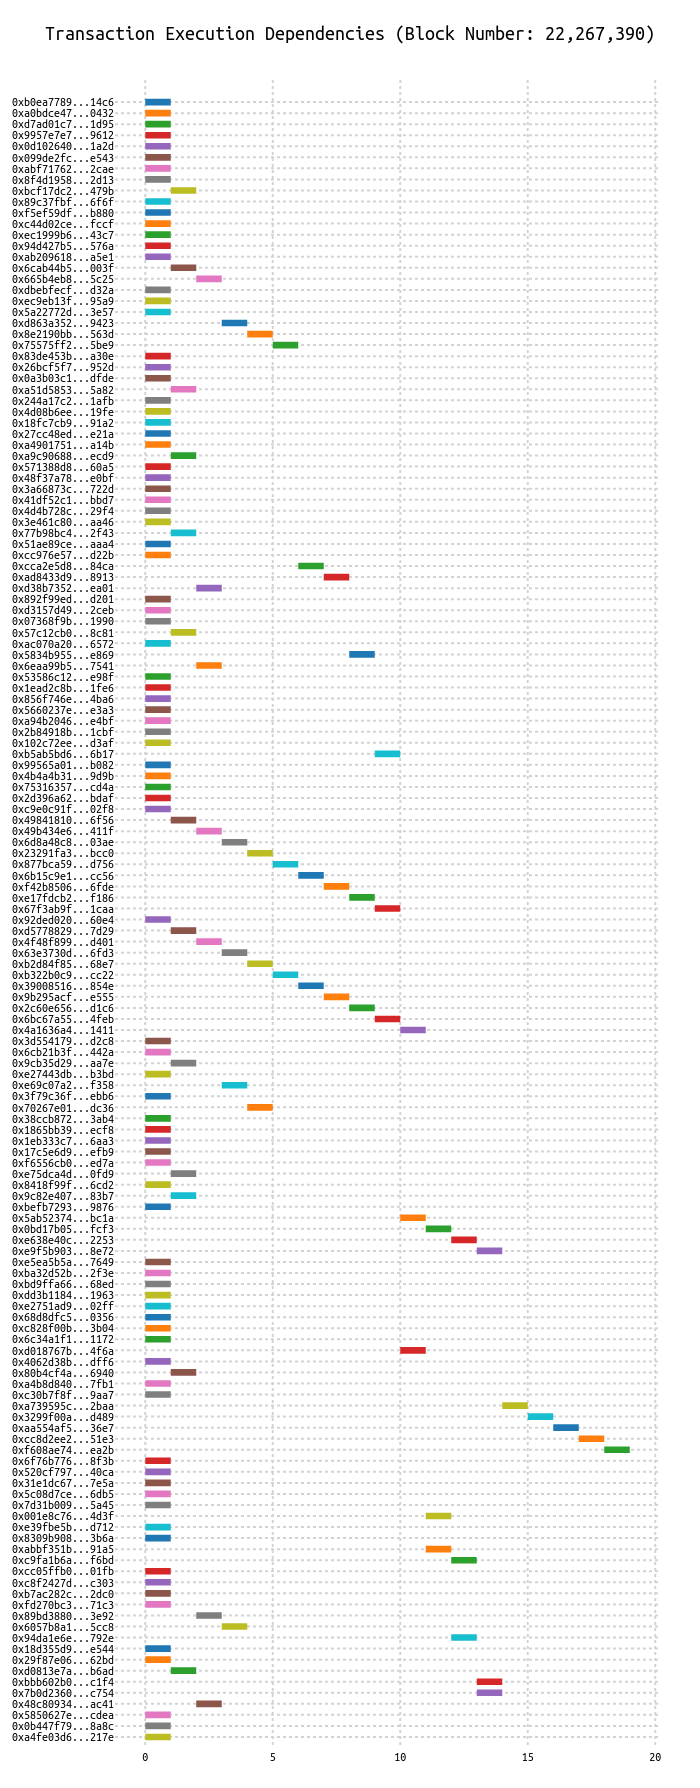 Transaction Execution Dependencies (Block Number: 22,267,390)
0xb0ea7789...14c6
0xa0bdce47...0432
0xd7ad01c7...1d95
0x9957e7e7...9612
0x0d102640...1a2d
0x099de2fc...e543
0xabf71762...2cae
0x8f4d1958...2d13
0xbcf17dc2...479b
0x89c37fbf...6f6f
0xf5ef59df...b880
0xc44d02ce...fccf
0xec1999b6...43c7
0x94d427b5...576a
0xab209618...a5e1
0x6cab44b5...003f
0x665b4eb8...5c25
0xdbebfecf...d32a
0xec9eb13f...95a9
0x5a22772d...3e57
0xd863a352...9423
0x8e2190bb...563d
0x75575ff2...5be9
0x83de453b...a30e
0x26bcf5f7...952d
0x0a3b03c1...dfde
0xa51d5853...5a82
0x244a17c2...1afb
0x4d08b6ee...19fe
0x18fc7cb9...91a2
0x27cc48ed...e21a
0xa4901751...a14b
0xa9c90688...ecd9
0x571388d8...60a5
0x48f37a78...e0bf
0x3a66873c...722d
0x41df52c1...bbd7
0x4d4b728c...29f4
0x3e461c80...aa46
0x77b98bc4...2f43
0x51ae89ce...aaa4
0xcc976e57...d22b
0xcca2e5d8...84ca
0xad8433d9...8913
0xd38b7352...ea01
0x892f99ed...d201
0xd3157d49...2ceb
0x07368f9b...1990
0x57c12cb0...8c81
0xac070a20...6572
0x5834b955...e869
0x6eaa99b5...7541
0x53586c12...e98f
0x1ead2c8b...1fe6
0x856f746e...4ba6
0x5660237e...e3a3
0xa94b2046...e4bf
0x2b84918b...1cbf
0x102c72ee...d3af
0xb5ab5bd6...6b17
0x99565a01...b082
0x4b4a4b31...9d9b
0x75316357...cd4a
0x2d396a62...bdaf
0xc9e0c91f...02f8
0x49841810...6f56
0x49b434e6...411f
0x6d8a48c8...03ae
0x23291fa3...bcc0
0x877bca59...d756
0x6b15c9e1...cc56
0xf42b8506...6fde
0xe17fdcb2...f186
0x67f3ab9f...1caa
0x92ded020...60e4
0xd5778829...7d29
0x4f48f899...d401
0x63e3730d...6fd3
0xb2d84f85...68e7
0xb322b0c9...cc22
0x39008516...854e
0x9b295acf...e555
0x2c60e656...d1c6
0x6bc67a55...4feb
0x4a1636a4...1411
0x3d554179...d2c8
0x6cb21b3f...442a
0x9cb35d29...aa7e
0xe27443db...b3bd
0xe69c07a2...f358
0x3f79c36f...ebb6
0x70267e01...dc36
0x38ccb872...3ab4
0x1865bb39...ecf8
0x1eb333c7...6aa3
0x17c5e6d9...efb9
0xf6556cb0...ed7a
0xe75dca4d...0fd9
0x8418f99f...6cd2
0x9c82e407...83b7
0xbefb7293...9876
0x5ab52374...bc1a
0x0bd17b05...fcf3
0xe638e40c...2253
0xe9f5b903...8e72
0xe5ea5b5a...7649
0xba32d52b...2f3e
0xbd9ffa66...68ed
0xdd3b1184...1963
0xe2751ad9...02ff
0x68d8dfc5...0356
0xc828f00b...3b04
0x6c34a1f1...1172
0xd018767b...4f6a
0x4062d38b...dff6
0x80b4cf4a...6940
0xa4b8d840...7fb1
0xc30b7f8f...9aa7
0xa739595c...2baa
0x3299f00a...d489
0xaa554af5...36e7
0xcc8d2ee2...51e3
0xf608ae74...ea2b
0x6f76b776...8f3b
0x520cf797...40ca
0x31e1dc67...7e5a
0x5c08d7ce...6db5
0x7d31b009...5a45
0x001e8c76...4d3f
0xe39fbe5b...d712
0x8309b908...3b6a
0xabbf351b...91a5
0xc9fa1b6a...f6bd
0xcc05ffb0...01fb
0xc8f2427d...c303
0xb7ac282c...2dc0
0xfd270bc3...71c3
0x89bd3880...3e92
0x6057b8a1...5cc8
0x94da1e6e...792e
0x18d355d9...e544
0x29f87e06...62bd
0xd0813e7a...b6ad
0xbbb602b0...c1f4
0x7b0d2360...c754
0x48c80934...ac41
0x5850627e...cdea
0x0b447f79...8a8c
0xa4fe03d6...217e
0 5 10 15 20